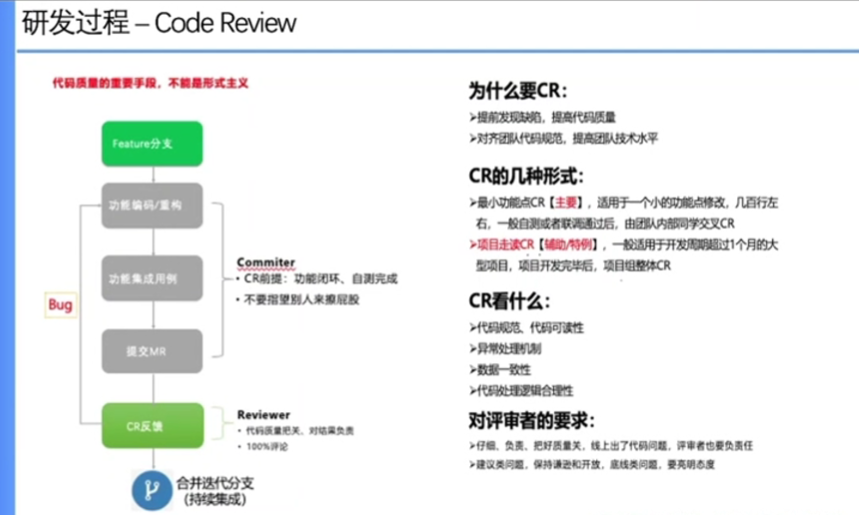 研发过程 – Code Review
代码质量的重要手段，不能是形式主义
Feature分支
功能编码/重构
功能集成用例
提交MR
CR反馈
合并迭代分支
（持续集成）
Bug
Commiter
• CR前提：功能闭环、自测完成
• 不要指望别人来擦屁股
Reviewer
• 代码质量把关、对结果负责
• 100%评论
为什么要CR：
➢提前发现缺陷，提高代码质量
➢对齐团队代码规范，提高团队技术水平
CR的几种形式：
➢最小功能点CR【主要】，适用于一个小的功能点修改，几百行左
右，一般自测或者联调通过后，由团队内部同学交叉CR
➢项目走读CR【辅助/特例】，一般适用于开发周期超过1个月的大
型项目，项目开发完毕后，项目组整体CR
CR看什么：
➢代码规范、代码可读性
➢异常处理机制
➢数据一致性
➢代码处理逻辑合理性
对评审者的要求：
➢仔细、负责、把好质量关，线上出了代码问题，评审者也要负责任
➢建议类问题，保持谦逊和开放，底线类问题，要亮明态度